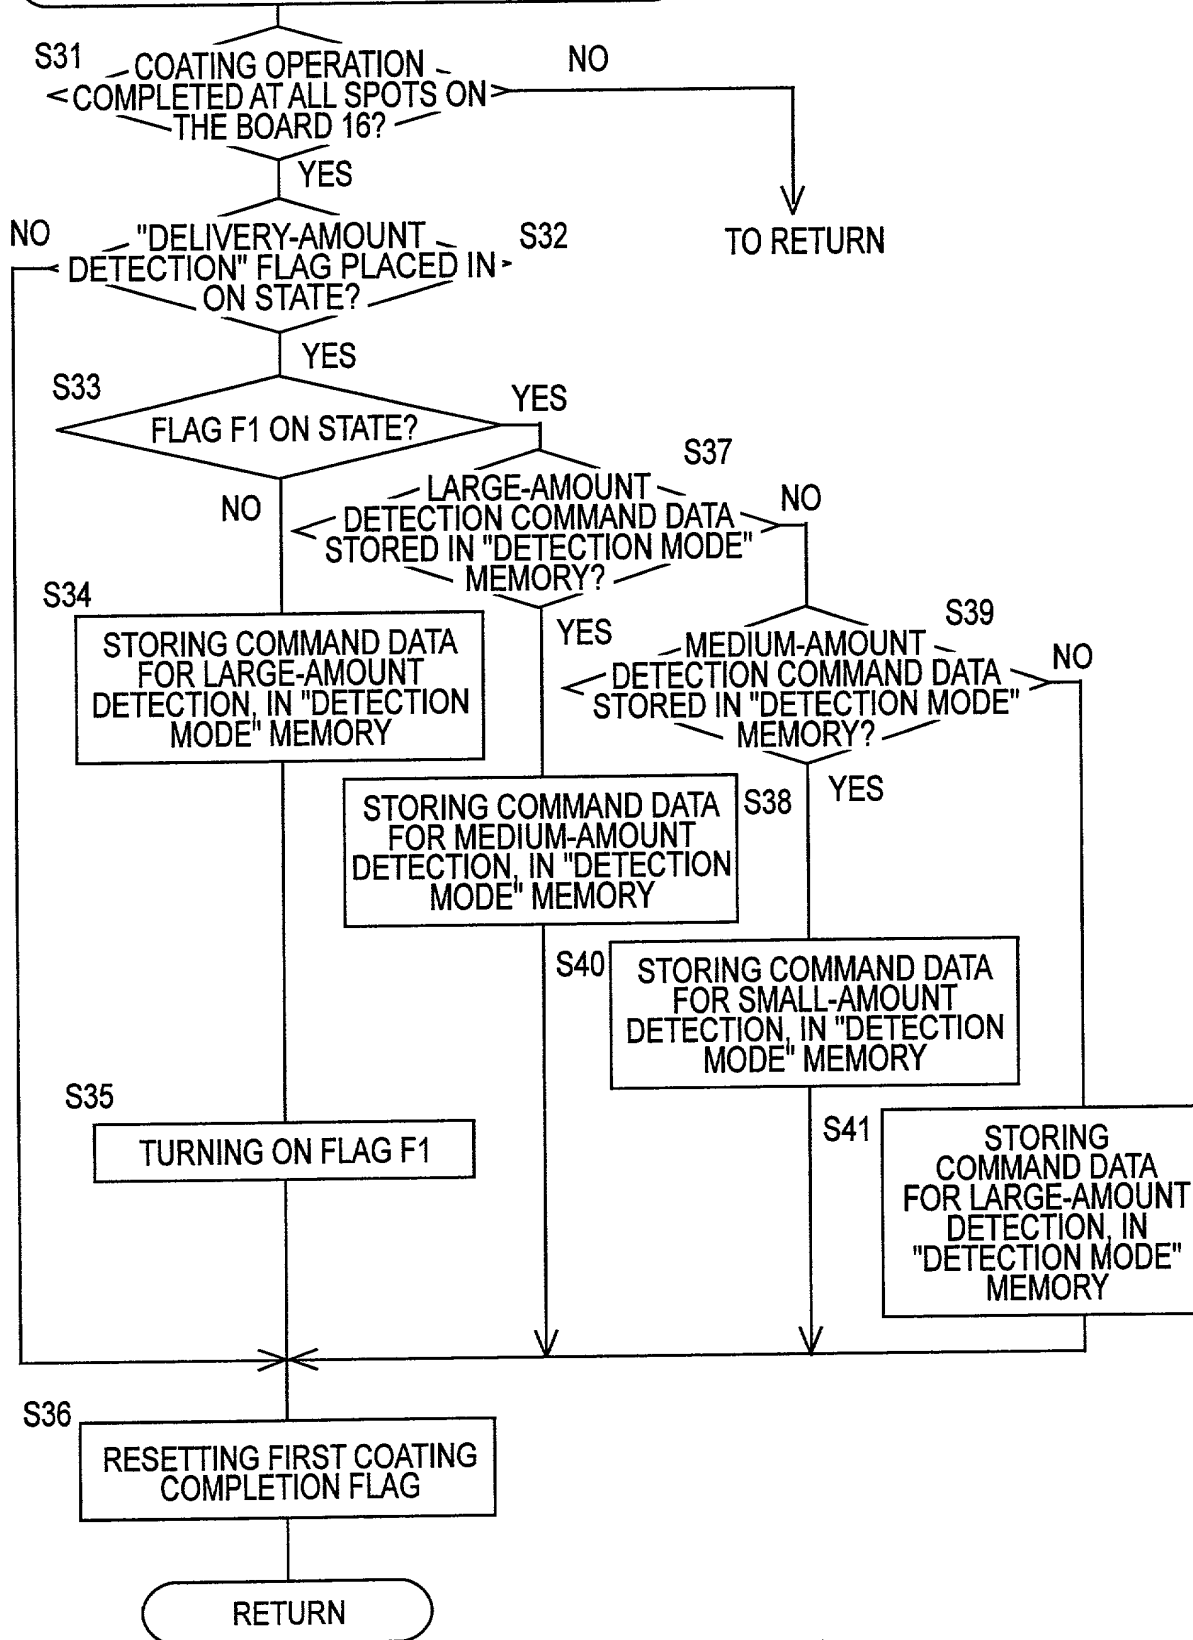 S31
COATING OPERATION
COMPLETED AT ALL SPOTS ON
THE BOARD 16?
NO
YES
TO RETURN
NO
"DELIVERY-AMOUNT
DETECTION" FLAG PLACED IN
ON STATE?
S32
YES
S33
FLAG F1 ON STATE?
YES
NO
S37
LARGE-AMOUNT
DETECTION COMMAND DATA
STORED IN "DETECTION MODE"
MEMORY?
NO
YES
S34
STORING COMMAND DATA
FOR LARGE-AMOUNT
DETECTION, IN "DETECTION
MODE" MEMORY
S39
MEDIUM-AMOUNT
DETECTION COMMAND DATA
STORED IN "DETECTION MODE"
MEMORY?
NO
YES
STORING COMMAND DATA
FOR MEDIUM-AMOUNT
DETECTION, IN "DETECTION
MODE" MEMORY
S38
S40
STORING COMMAND DATA
FOR SMALL-AMOUNT
DETECTION, IN "DETECTION
MODE" MEMORY
S35
TURNING ON FLAG F1
S41
STORING
COMMAND DATA
FOR LARGE-AMOUNT
DETECTION, IN
"DETECTION MODE"
MEMORY
S36
RESETTING FIRST COATING
COMPLETION FLAG
RETURN